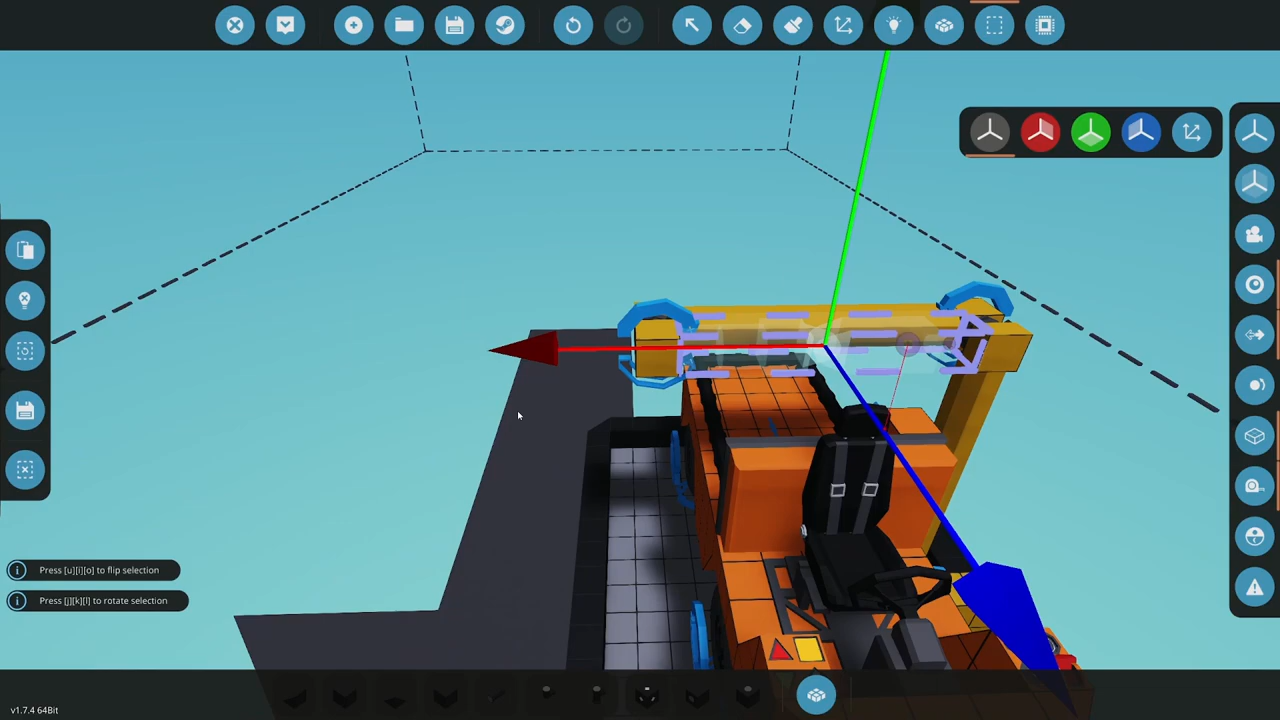 Press [u][i][o] to flip selection
Press [j][k][l] to rotate selection
v1.7.4 64Bit